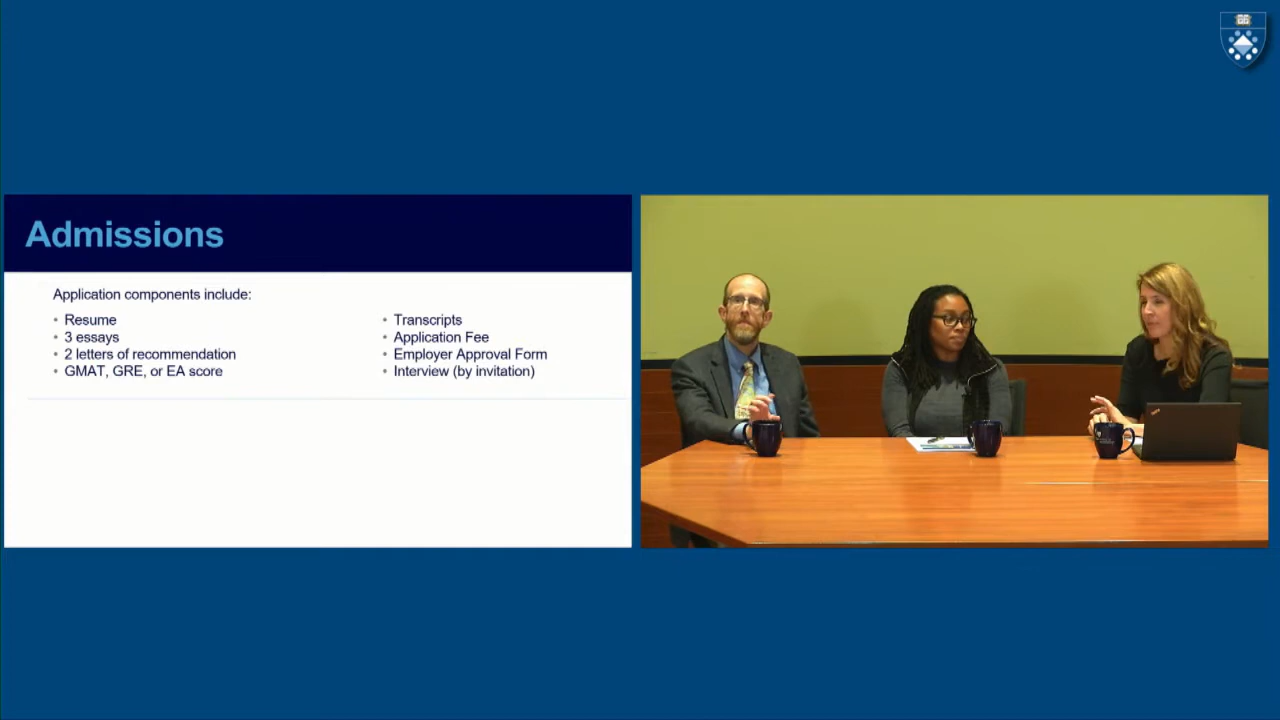 Admissions
Application components include:
• Resume
• 3 essays
• 2 letters of recommendation
• GMAT, GRE, or EA score
• Transcripts
• Application Fee
• Employer Approval Form
• Interview (by invitation)